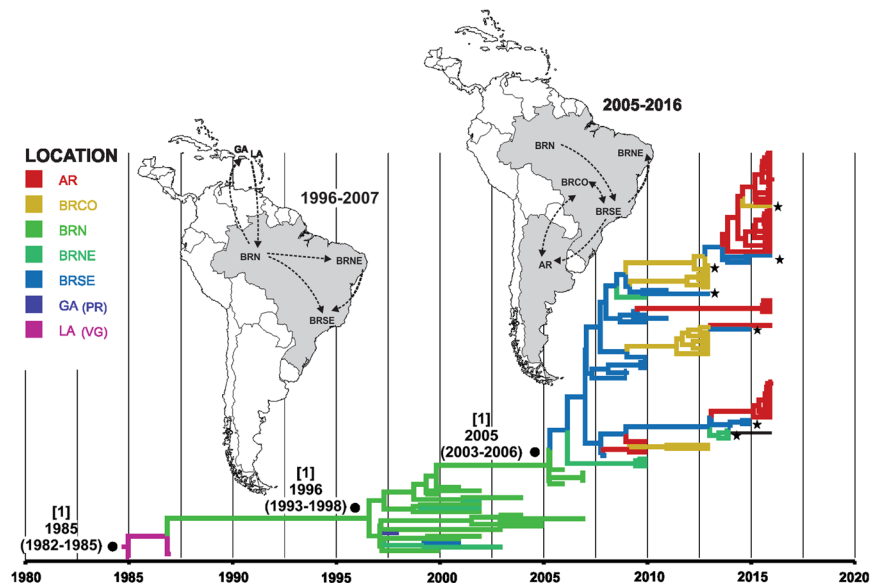 2005-2016
BRN
BRNE
BRCO
BRSE
AR
GA
LA
1996-2007
BRN
BRNE
BRSE
LOCATION
AR
BRCO
BRN
BRNE
BRSE
GA (PR)
LA (VG)
[1]
2005
(2003-2006)
[1]
1996
(1993-1998)
[1]
1985
(1982-1985)
1980 1985 1990 1995 2000 2005 2010 2015 2020